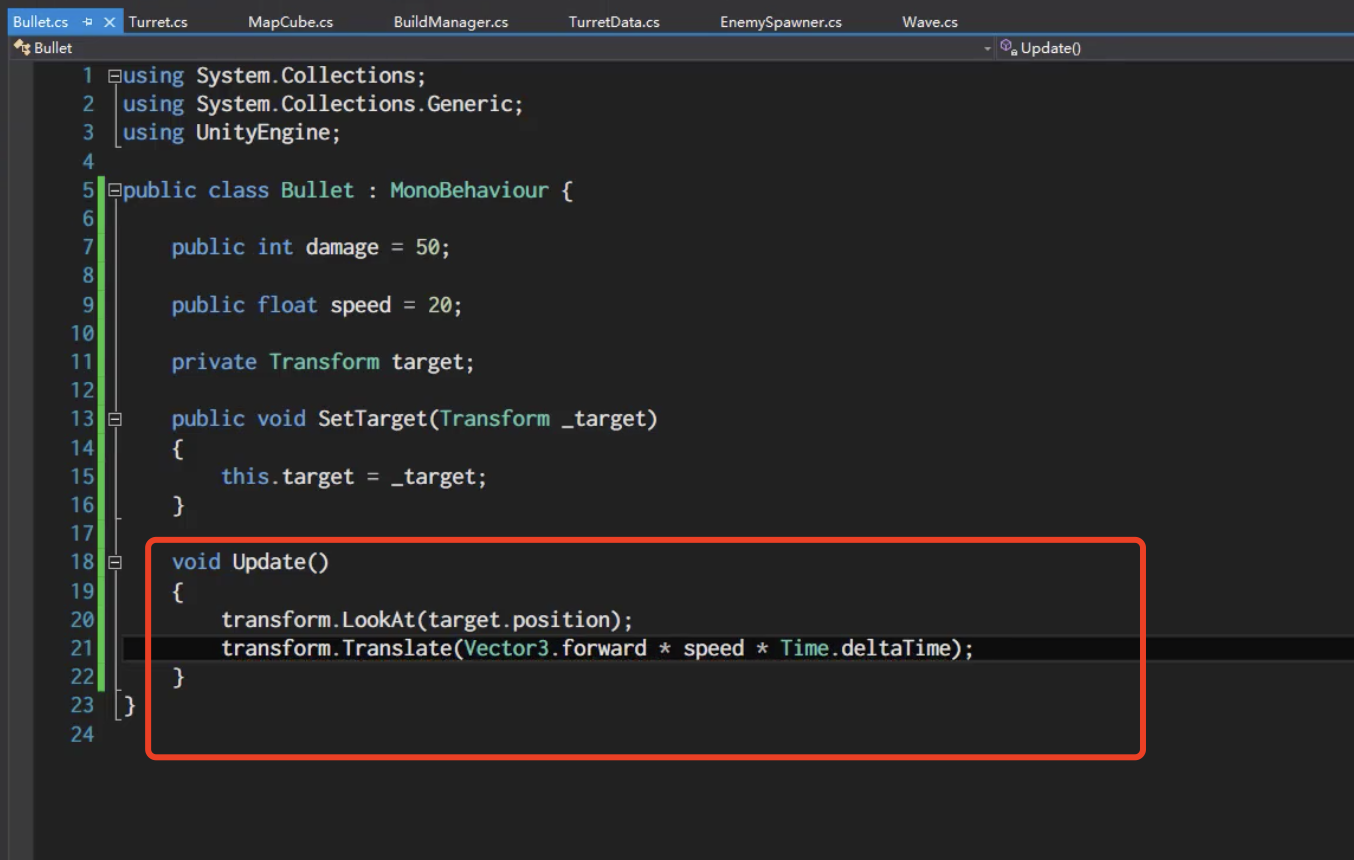 Bullet.cs Turret.cs MapCube.cs BuildManager.cs TurretData.cs EnemySpawner.cs Wave.cs
Bullet Update()
1 using System.Collections;
2 using System.Collections.Generic;
3 using UnityEngine;
4
5 public class Bullet : MonoBehaviour {
6
7 public int damage = 50;
8
9 public float speed = 20;
10
11 private Transform target;
12
13 public void SetTarget(Transform _target)
14 {
15 this.target = _target;
16 }
17
18 void Update()
19 {
20 transform.LookAt(target.position);
21 transform.Translate(Vector3.forward * speed * Time.deltaTime);
22 }
23 }
24